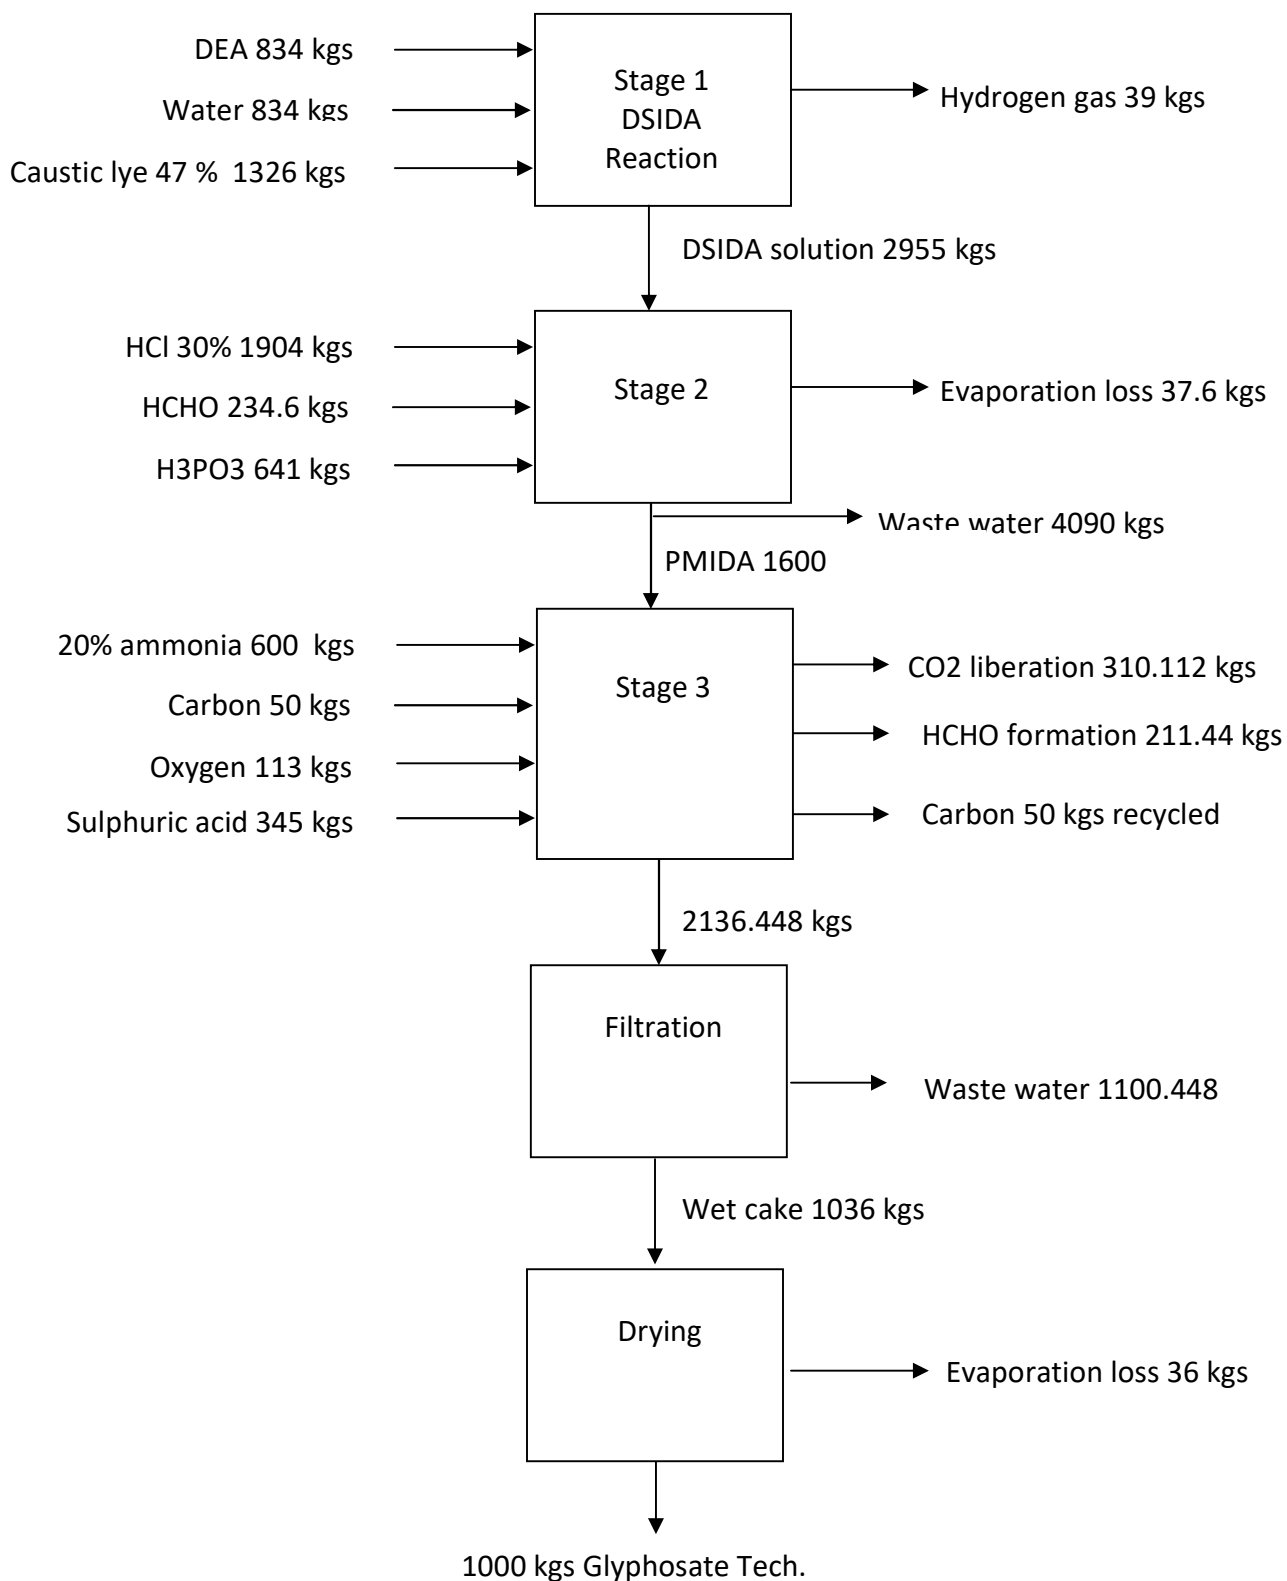 DEA 834 kgs
Water 834 kgs
Caustic lye 47 %  1326 kgs
Stage 1
DSIDA
Reaction
Hydrogen gas 39 kgs
DSIDA solution 2955 kgs
HCl 30% 1904 kgs
HCHO 234.6 kgs
H3PO3 641 kgs
Stage 2
Evaporation loss 37.6 kgs
Waste water 4090 kgs
PMIDA 1600
20% ammonia 600  kgs
Carbon 50 kgs
Oxygen 113 kgs
Sulphuric acid 345 kgs
Stage 3
CO2 liberation 310.112 kgs
HCHO formation 211.44 kgs
Carbon 50 kgs recycled
2136.448 kgs
Filtration
Waste water 1100.448
Wet cake 1036 kgs
Drying
Evaporation loss 36 kgs
1000 kgs Glyphosate Tech.